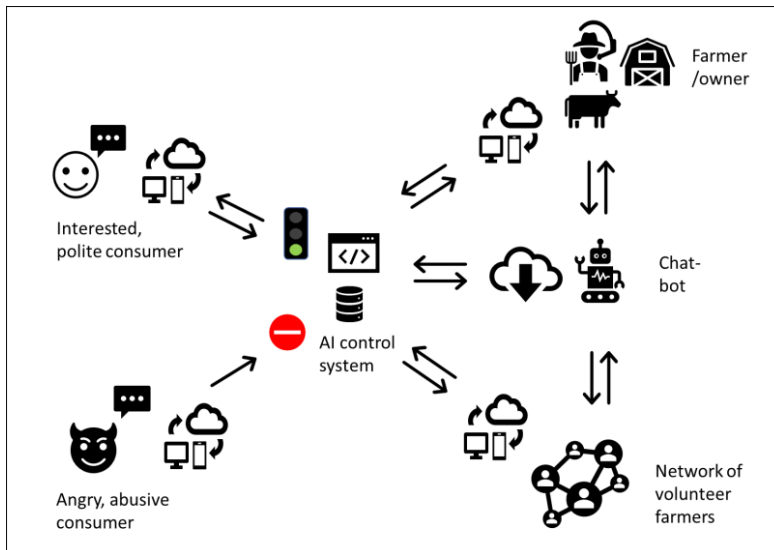 Farmer
/owner
Interested,
polite consumer
</>
Chat-
bot
AI control
system
Angry, abusive
consumer
Network of
volunteer
farmers